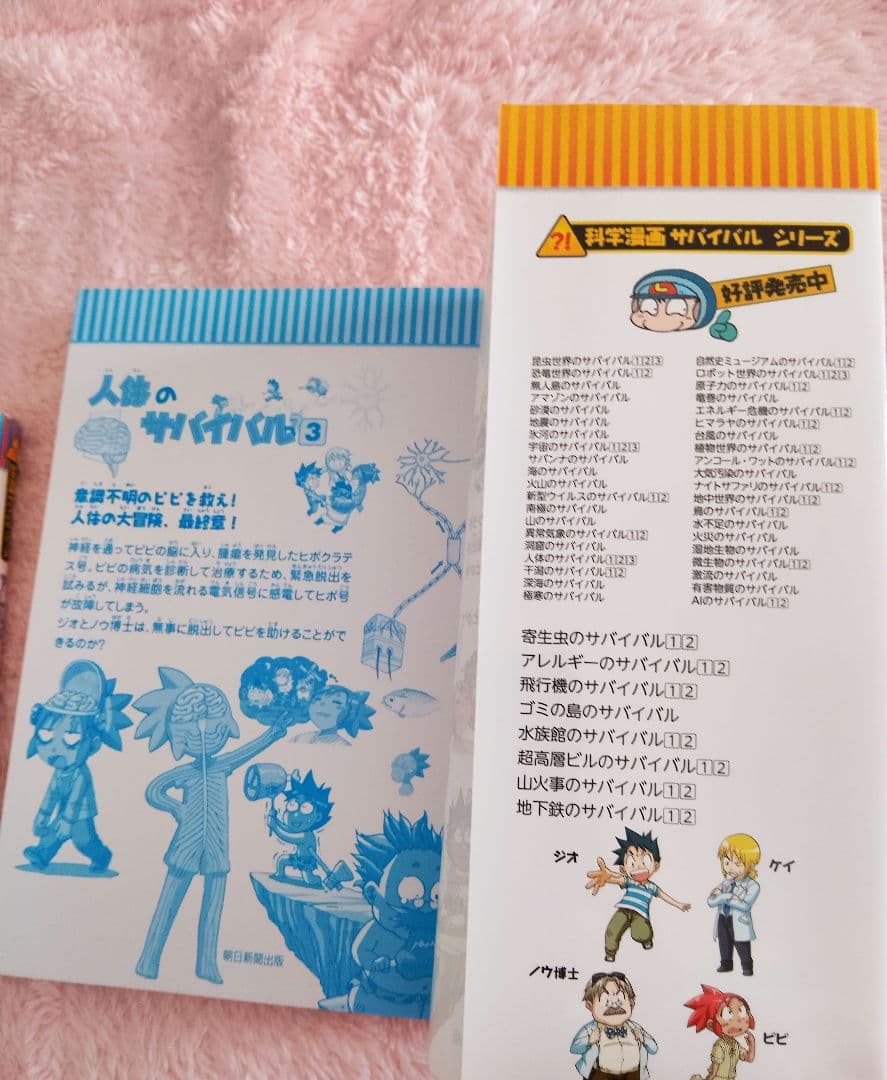 人体の
サバイバル3
意識不明のピピを救え！
人体の大冒険、最終章！
神経を通ってピピの脳に入り、腫瘍を発見したヒポクラテ
ス号。ピピの病気を診断して治療するため、緊急脱出を
試みるが、神経細胞を流れる電気信号に感電してヒポ号
が故障してしまう。
ジオとノウ博士は、無事に脱出してピピを助けることがで
きるのか？
朝日新聞出版
?!
科学漫画 サバイバル シリーズ
好評発売中
昆虫世界のサバイバル123
恐竜世界のサバイバル12
無人島のサバイバル
アマゾンのサバイバル
砂漠のサバイバル
地震のサバイバル
氷河のサバイバル
宇宙のサバイバル123
サバンナのサバイバル
海のサバイバル
火山のサバイバル
新型ウイルスのサバイバル12
南極のサバイバル
山のサバイバル
異常気象のサバイバル12
洞窟のサバイバル
人体のサバイバル123
干潟のサバイバル12
深海のサバイバル
極寒のサバイバル
自然史ミュージアムのサバイバル12
ロボット世界のサバイバル123
原子力のサバイバル12
竜巻のサバイバル
エネルギー危機のサバイバル12
ヒマラヤのサバイバル12
台風のサバイバル
植物世界のサバイバル12
アンコール・ワットのサバイバル12
大気汚染のサバイバル
ナイトサファリのサバイバル12
地中世界のサバイバル12
鳥のサバイバル12
水不足のサバイバル
火災のサバイバル
湿地生物のサバイバル
微生物のサバイバル12
激流のサバイバル
有害物質のサバイバル
AIのサバイバル12
寄生虫のサバイバル12
アレルギーのサバイバル12
飛行機のサバイバル12
ゴミの島のサバイバル
水族館のサバイバル12
超高層ビルのサバイバル12
山火事のサバイバル12
地下鉄のサバイバル12
ジオ
ケイ
ノウ博士
ピピ